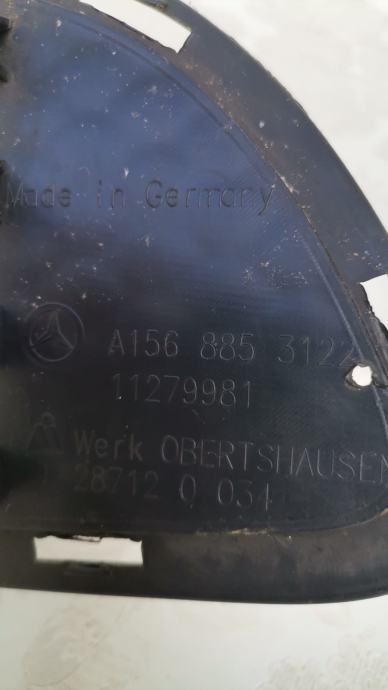 Made in Germany
A156 885 3122
11279981
Werk OBERTSHAUSEN
28712 0 034